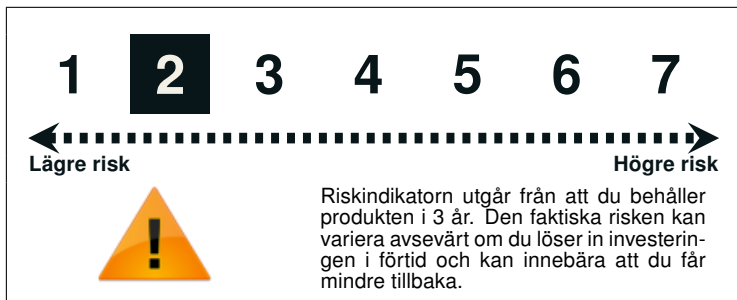 1 2 3 4 5 6 7
Lägre risk Högre risk
!
Riskindikatorn utgår från att du behåller
produkten i 3 år. Den faktiska risken kan
variera avsevärt om du löser in investerin-
gen i förtid och kan innebära att du får
mindre tillbaka.